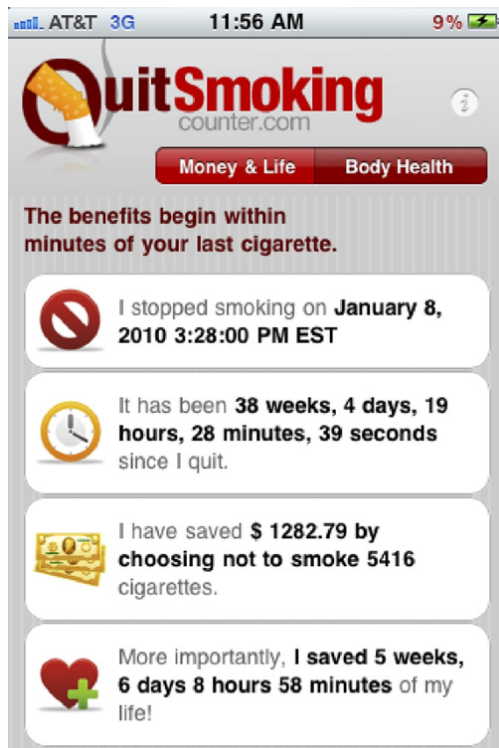 AT&T 3G 11:56 AM 9%
QuitSmoking
counter.com
Money & Life Body Health
The benefits begin within
minutes of your last cigarette.
I stopped smoking on January 8,
2010 3:28:00 PM EST
It has been 38 weeks, 4 days, 19
hours, 28 minutes, 39 seconds
since I quit.
I have saved $ 1282.79 by
choosing not to smoke 5416
cigarettes.
More importantly, I saved 5 weeks,
6 days 8 hours 58 minutes of my
life!